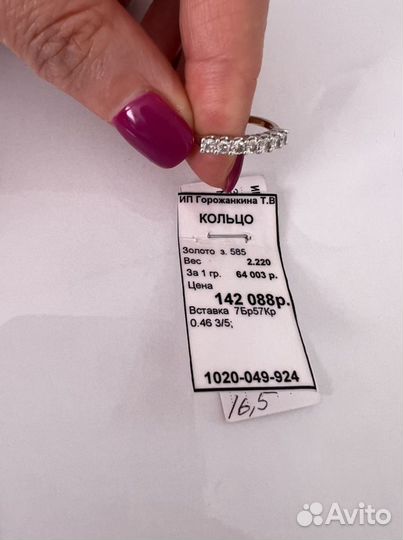 ИП Горожанкина Т.В
КОЛЬЦО
Золото з. 585
Вес 2.220
За 1 гр. 64 003 р.
Цена
142 088р.
Вставка 7Бр57Кр
0.46 3/5;
1020-049-924
16,5
Avito